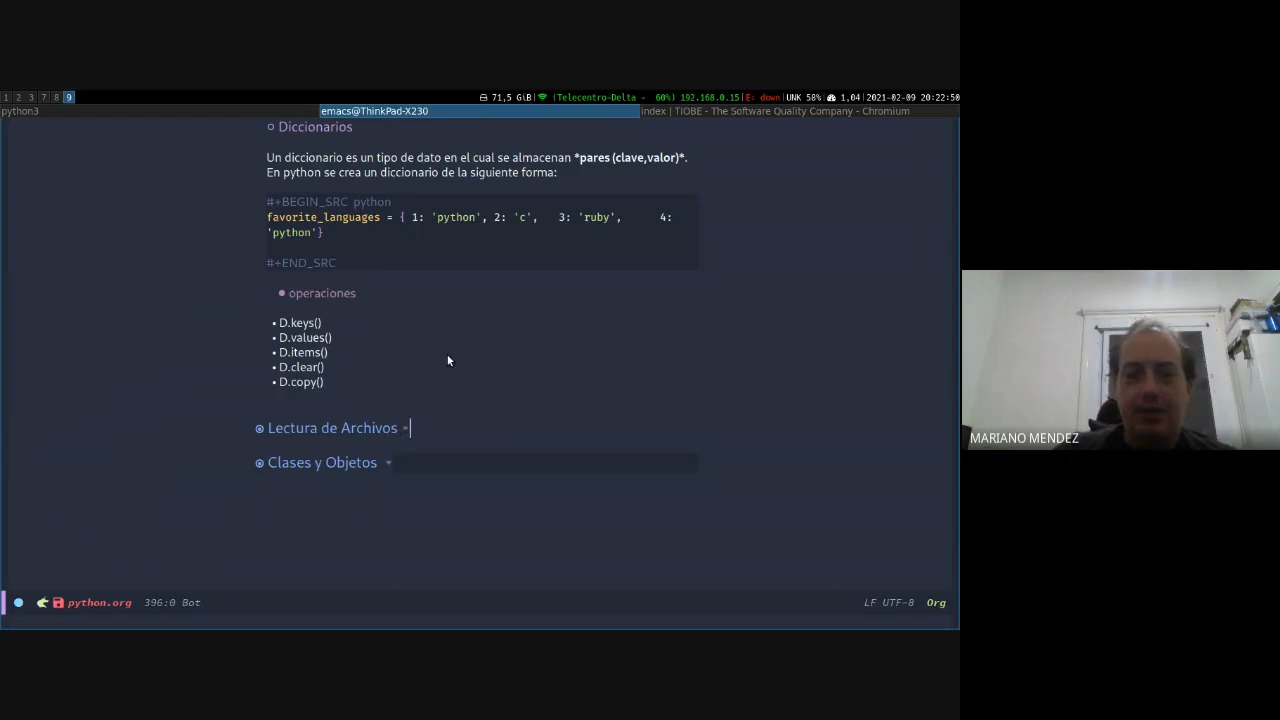 1 2 3 7 8 9
71,5 GiB| (Telecentro-Delta - 60%) 192.168.0.15|E: down|UNK 58%| 1,04|2021-02-09 20:22:50
python3
emacs@ThinkPad-X230
index | TIOBE - The Software Quality Company - Chromium
Diccionarios
Un diccionario es un tipo de dato en el cual se almacenan *pares (clave,valor)*.
En python se crea un diccionario de la siguiente forma:
#+BEGIN_SRC python
favorite_languages = { 1: 'python', 2: 'c', 3: 'ruby', 4:
'python'}
#+END_SRC
operaciones
• D.keys()
• D.values()
• D.items()
• D.clear()
• D.copy()
Lectura de Archivos
Clases y Objetos
MARIANO MENDEZ
python.org 396:0 Bot
LF UTF-8 Org